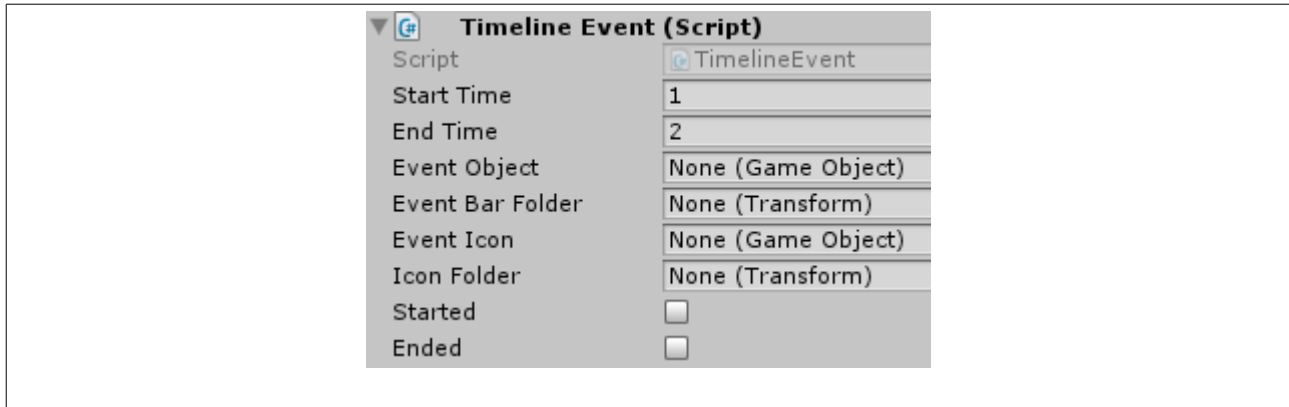 Timeline Event (Script)
Script TimelineEvent
Start Time 1
End Time 2
Event Object None (Game Object)
Event Bar Folder None (Transform)
Event Icon None (Game Object)
Icon Folder None (Transform)
Started
Ended